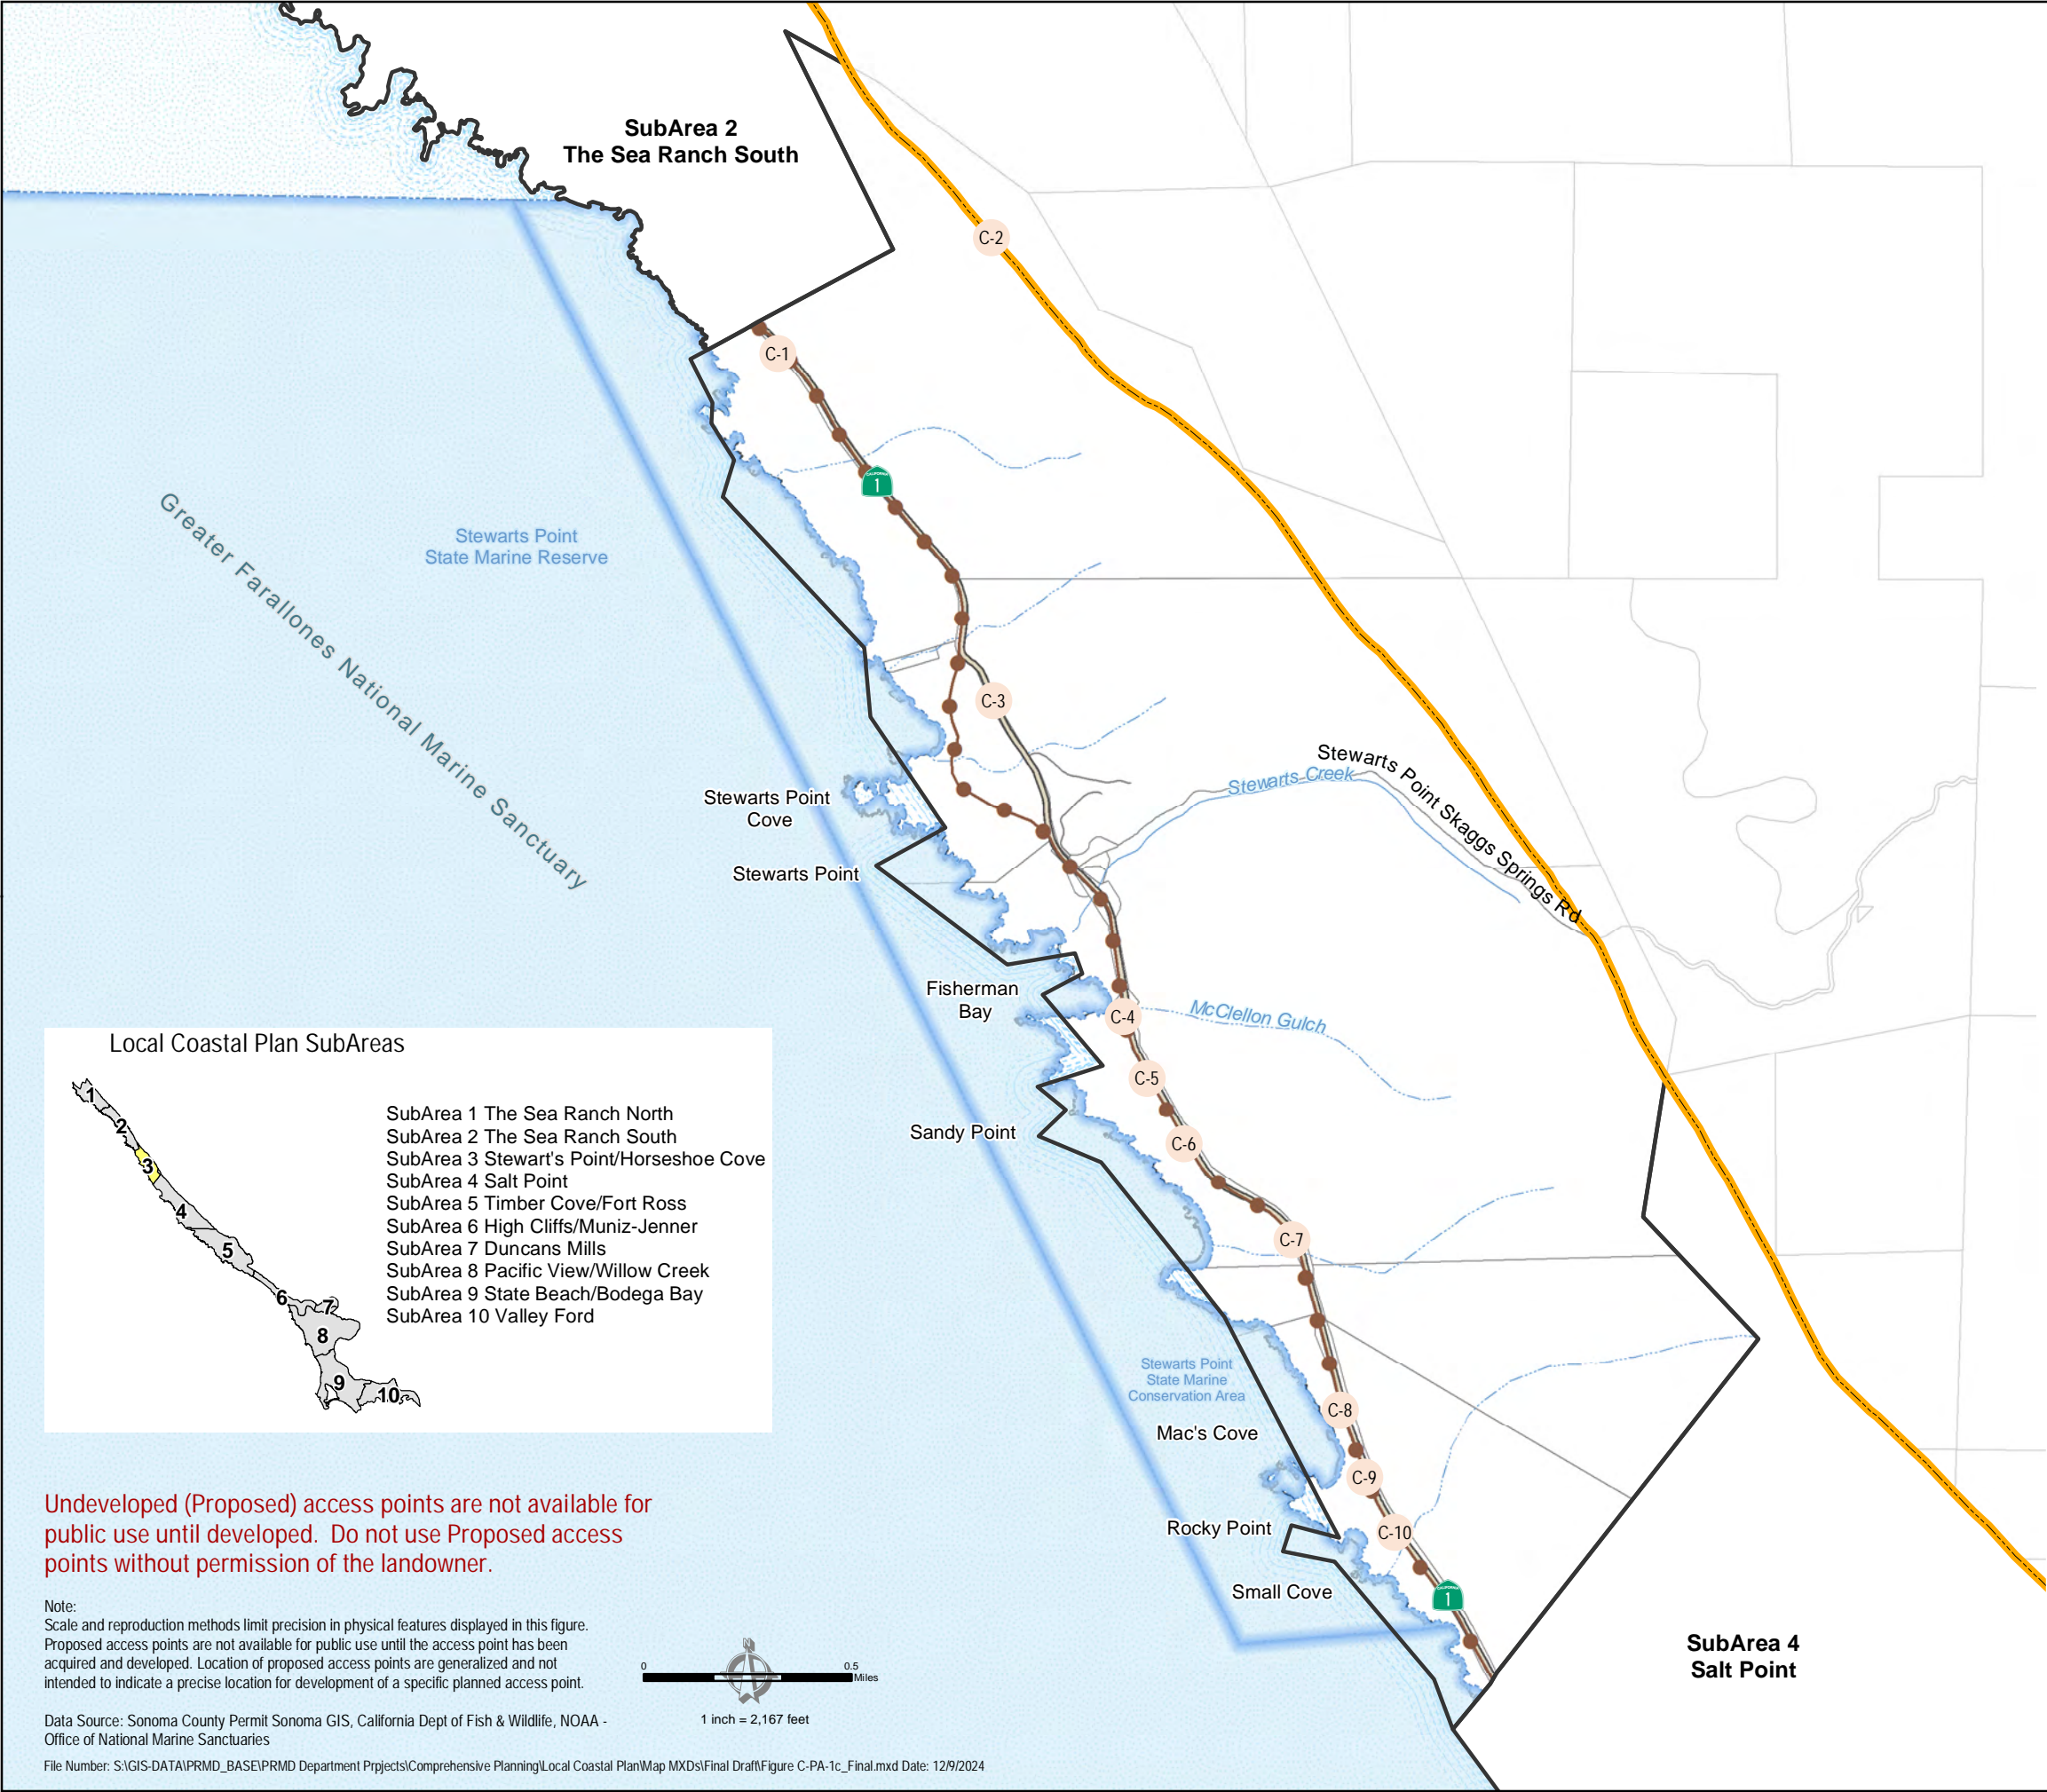 SubArea 2
The Sea Ranch South
C-2
C-1
CALIFORNIA
1
Greater Farallones National Marine Sanctuary
Stewarts Point
State Marine Reserve
C-3
Stewarts Point Skaggs Springs Rd
Stewarts Creek
Stewarts Point
Cove
Stewarts Point
Fisherman
Bay
C-4
McClellon Gulch
C-5
Sandy Point
C-6
C-7
Local Coastal Plan SubAreas
1
2
3
4
5
6
7
8
9
10
SubArea 1 The Sea Ranch North
SubArea 2 The Sea Ranch South
SubArea 3 Stewart's Point/Horseshoe Cove
SubArea 4 Salt Point
SubArea 5 Timber Cove/Fort Ross
SubArea 6 High Cliffs/Muniz-Jenner
SubArea 7 Duncans Mills
SubArea 8 Pacific View/Willow Creek
SubArea 9 State Beach/Bodega Bay
SubArea 10 Valley Ford
Stewarts Point
State Marine
Conservation Area
C-8
Mac's Cove
C-9
Rocky Point
C-10
Small Cove
CALIFORNIA
1
SubArea 4
Salt Point
Undeveloped (Proposed) access points are not available for
public use until developed. Do not use Proposed access
points without permission of the landowner.
Note:
Scale and reproduction methods limit precision in physical features displayed in this figure.
Proposed access points are not available for public use until the access point has been
acquired and developed. Location of proposed access points are generalized and not
intended to indicate a precise location for development of a specific planned access point.
N
0 0.5
Miles
1 inch = 2,167 feet
Data Source: Sonoma County Permit Sonoma GIS, California Dept of Fish & Wildlife, NOAA -
Office of National Marine Sanctuaries
File Number: S:\GIS-DATA\PRMD_BASE\PRMD Department Prpjects\Comprehensive Planning\Local Coastal Plan\Map MXDs\Final Draft\Figure C-PA-1c_Final.mxd Date: 12/9/2024